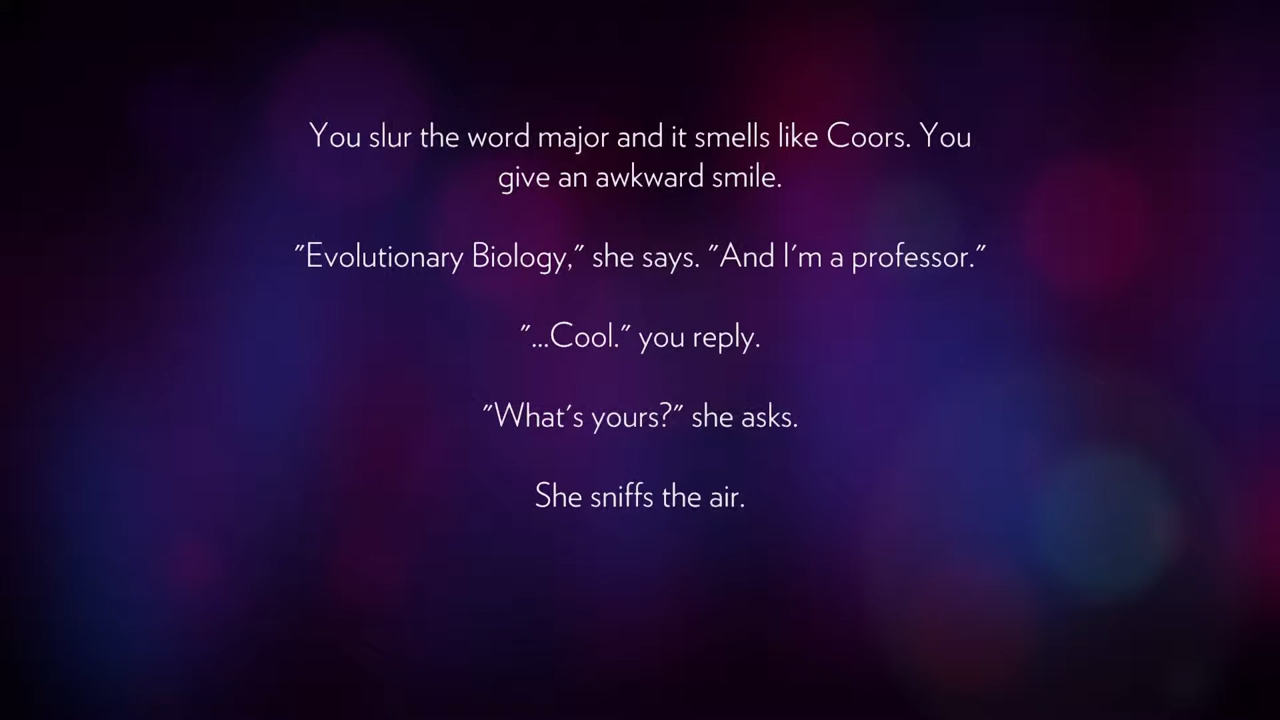 You slur the word major and it smells like Coors. You
give an awkward smile.
"Evolutionary Biology," she says. "And I'm a professor."
"...Cool." you reply.
"What's yours?" she asks.
She sniffs the air.